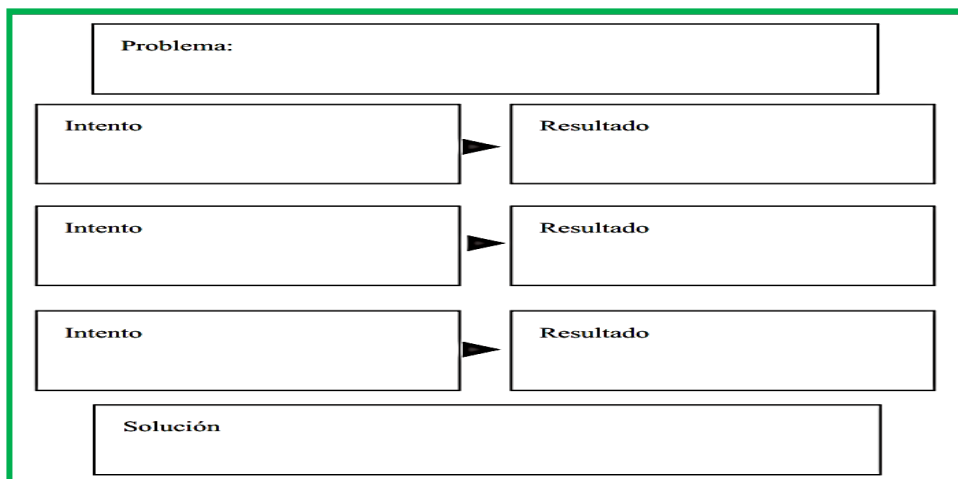 Problema:
Intento
Resultado
Intento
Resultado
Intento
Resultado
Solución